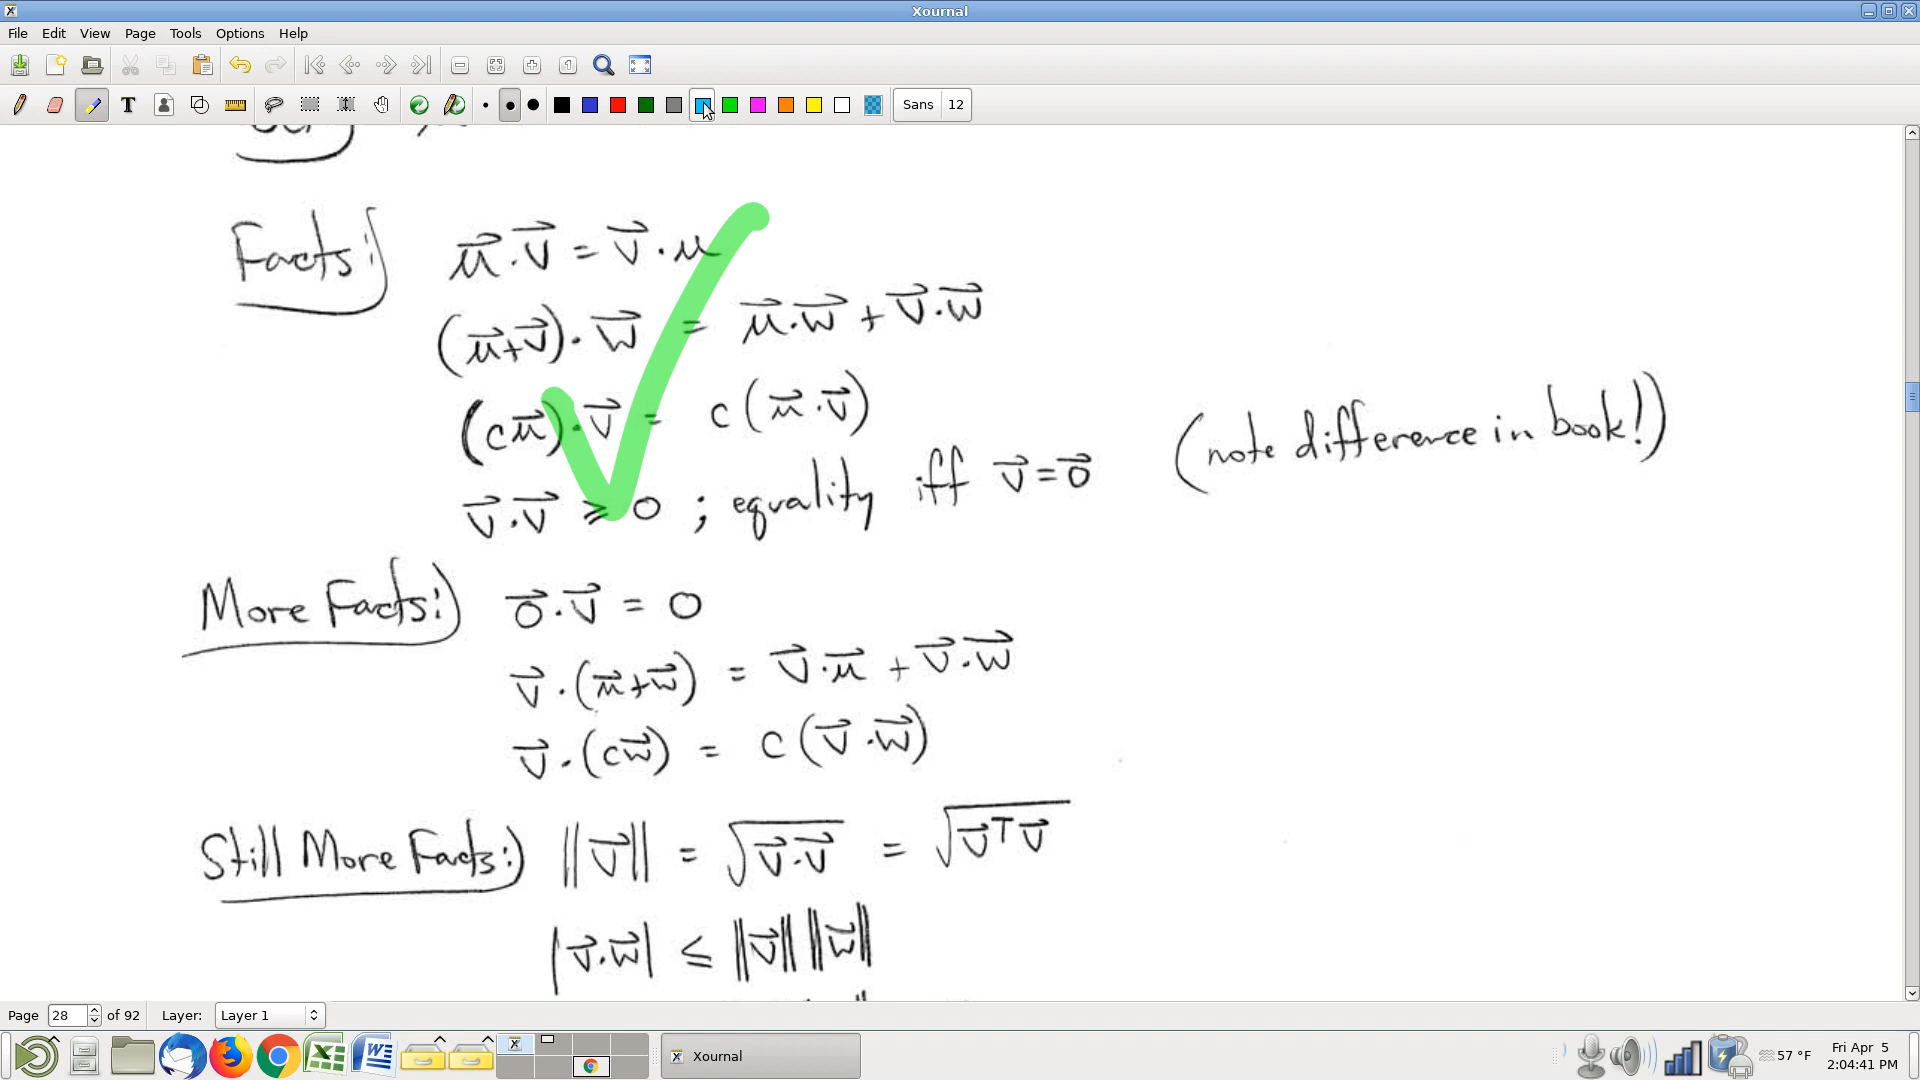 Xournal
File Edit View Page Tools Options Help
Sans 12
Facts:
u⃗·v⃗ = v⃗·u
(u⃗+v⃗)·w⃗ = u⃗·w⃗ + v⃗·w⃗
(cu⃗)·v⃗ = c(u⃗·v⃗)
(note difference in book!)
v⃗·v⃗ ≥ 0 ; equality iff v⃗=0⃗
More Facts:
0⃗·v⃗ = 0
v⃗·(u⃗+w⃗) = v⃗·u⃗ + v⃗·w⃗
v⃗·(cw⃗) = c(v⃗·w⃗)
Still More Facts:
||v⃗|| = √(v⃗·v⃗) = √(v⃗ᵀv⃗)
|v⃗·w⃗| ≤ ||v⃗|| ||w⃗||
Page 28 of 92 Layer: Layer 1
Xournal
57 °F
Fri Apr 5
2:04:41 PM